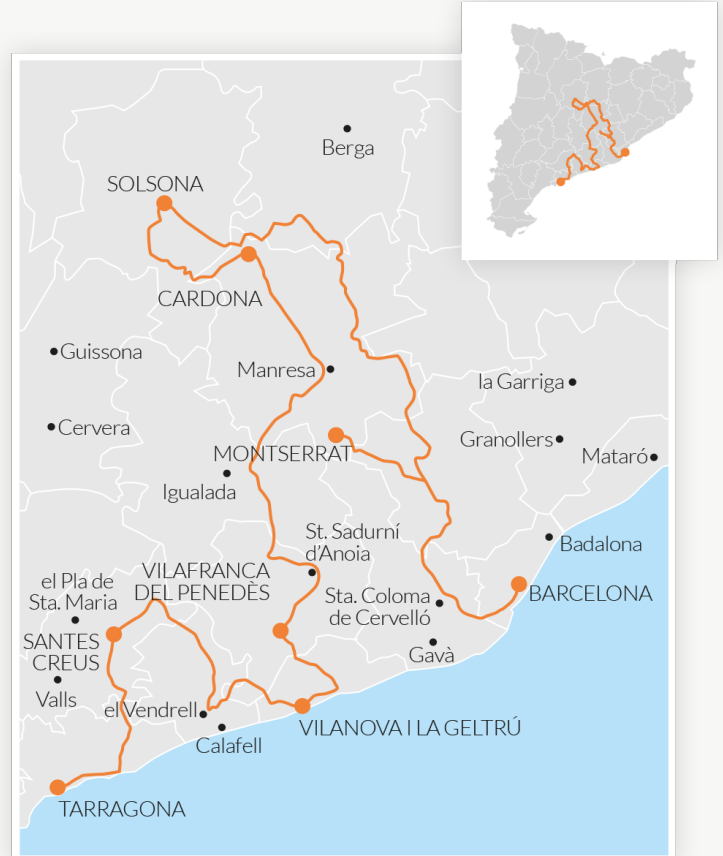 Berga
SOLSONA
CARDONA
Guissona
Manresa
la Garriga
Cervera
Granollers
MONTSERRAT
Mataró
Igualada
St. Sadurní
d'Anoia
Badalona
VILAFRANCA
DEL PENEDÈS
el Pla de
Sta. Maria
Sta. Coloma
de Cervelló
BARCELONA
SANTES
CREUS
Gavà
Valls
el Vendrell
VILANOVA I LA GELTRÚ
Calafell
TARRAGONA